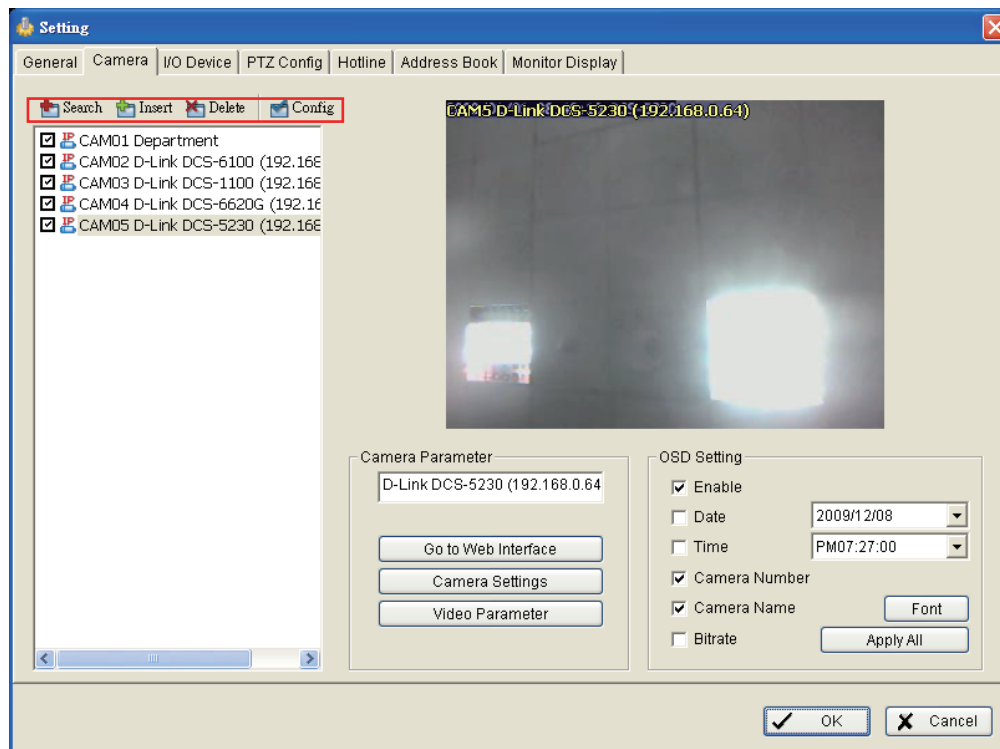 Setting
General Camera I/O Device PTZ Config Hotline Address Book Monitor Display
Search Insert Delete Config
CAM01 Department
CAM02 D-Link DCS-6100 (192.168
CAM03 D-Link DCS-1100 (192.168
CAM04 D-Link DCS-6620G (192.16
CAM05 D-Link DCS-5230 (192.168
CAM15 D-Link DCS-5230 (192.168.0.64)
Camera Parameter
D-Link DCS-5230 (192.168.0.64
Go to Web Interface
Camera Settings
Video Parameter
OSD Setting
Enable
Date 2009/12/08
Time PM07:27:00
Camera Number
Camera Name Font
Bitrate Apply All
OK Cancel